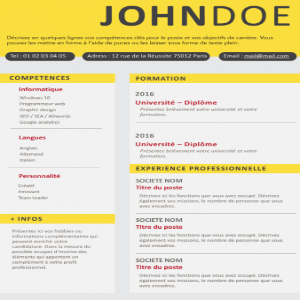 JOHNDOE
Décrivez en quelques lignes vos compétences clés pour le poste et vos objectifs de carrière. Vous
pouvez les mettre en forme à l'aide de puces ou les laisser sous forme de texte plein.
Tel : 01 02 03 04 05
Adress : 12 rue de la Réussite 75012 Paris
Email : mail@mail.com
COMPETENCES
Informatique
Windows 10
Programmeur web
Graphic design
SEO / SEA / Adwords
Google analytics
Langues
Anglais
Allemand
Italien
Personnalité
Créatif
Innovant
Team Leader
+ INFOS
Présentez ici vos hobbies ou
informations complémentaires qui
peuvent enrichir votre
candidature. Dans la mesure du
possible essayez d'inscrire des
éléments qui apportent un
complément à votre profil
professionnel.
FORMATION
2016
Université – Diplôme
Présentez brièvement votre université et votre
formation.
2016
Université – Diplôme
Présentez brièvement votre université et votre
formation.
EXPERIENCE PROFESSIONNELLE
SOCIETE NOM
Titre du poste
Décrivez ici les fonctions que vous avez occupé. Décrivez
également vos missions, le nombre de personnes que vous
avez encadrez.
SOCIETE NOM
Titre du poste
Décrivez ici les fonctions que vous avez occupé. Décrivez
également vos missions, le nombre de personnes que vous
avez encadrez.
SOCIETE NOM
Titre du poste
Décrivez ici les fonctions que vous avez occupé. Décrivez
également vos missions, le nombre de personnes que vous
avez encadrez.